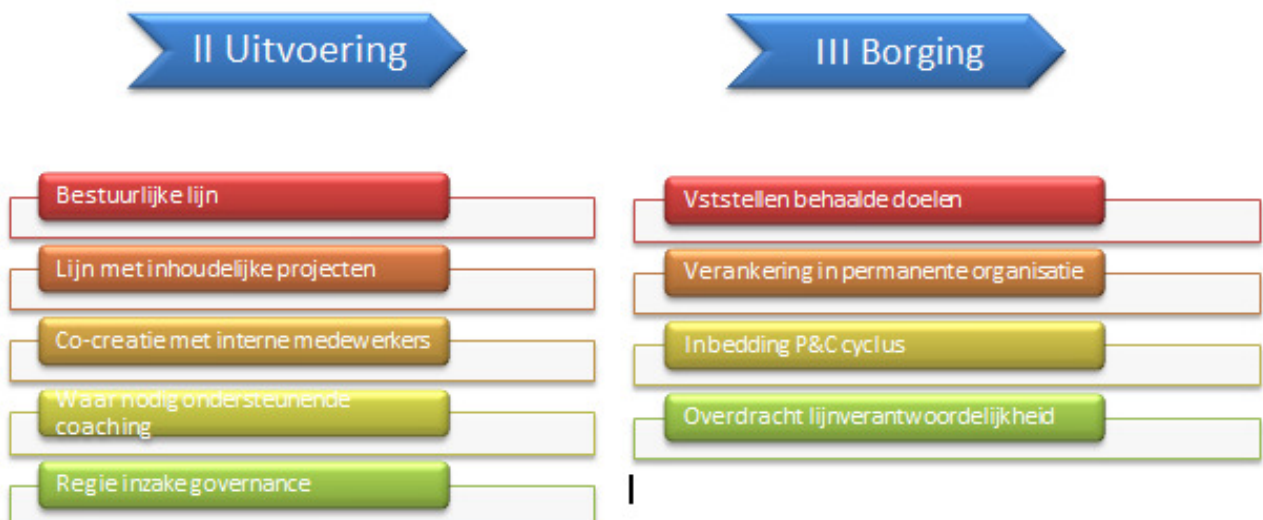 II Uitvoering
Bestuurlijke lijn
Lijn met inhoudelijke projecten
Co-creatie met interne medewerkers
Waar nodig ondersteunende
coaching
Regie inzake governance
III Borging
Vststellen behaalde doelen
Verankering in permanente organisatie
Inbedding P&C cyclus
Overdracht lijnverantwoordelijkheid